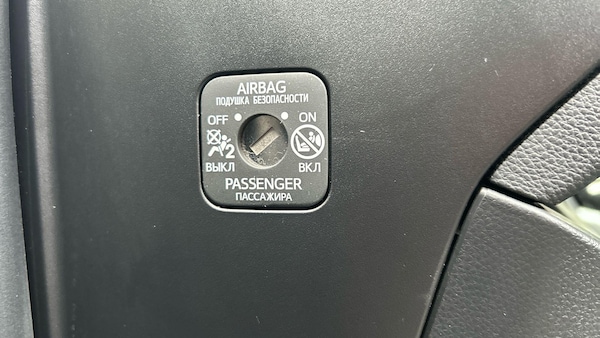 AIRBAG
ПОДУШКА БЕЗОПАСНОСТИ
OFF ON
2
ВЫКЛ ВКЛ
PASSENGER
ПАССАЖИРА